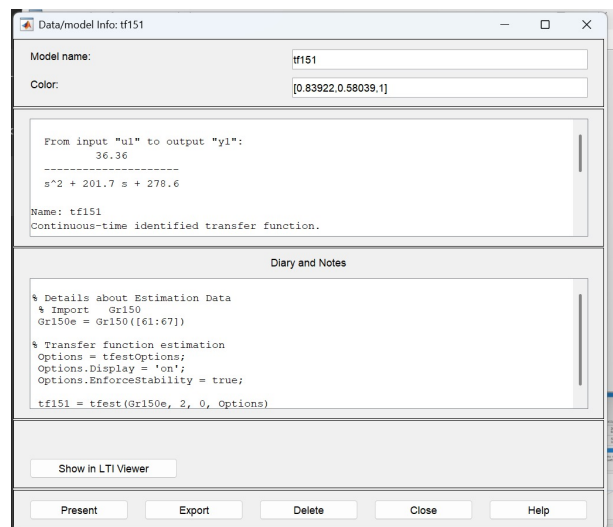 Data/model Info: tf151
Model name:
tf151
Color:
[0.83922,0.58039,1]
From input "u1" to output "y1":
36.36
---------------------
s^2 + 201.7 s + 278.6
Name: tf151
Continuous-time identified transfer function.
Diary and Notes
% Details about Estimation Data
% Import   Gr150
Gr150e = Gr150([61:67])
% Transfer function estimation
Options = tfestOptions;
Options.Display = 'on';
Options.EnforceStability = true;
tf151 = tfest(Gr150e, 2, 0, Options)
Show in LTI Viewer
Present
Export
Delete
Close
Help